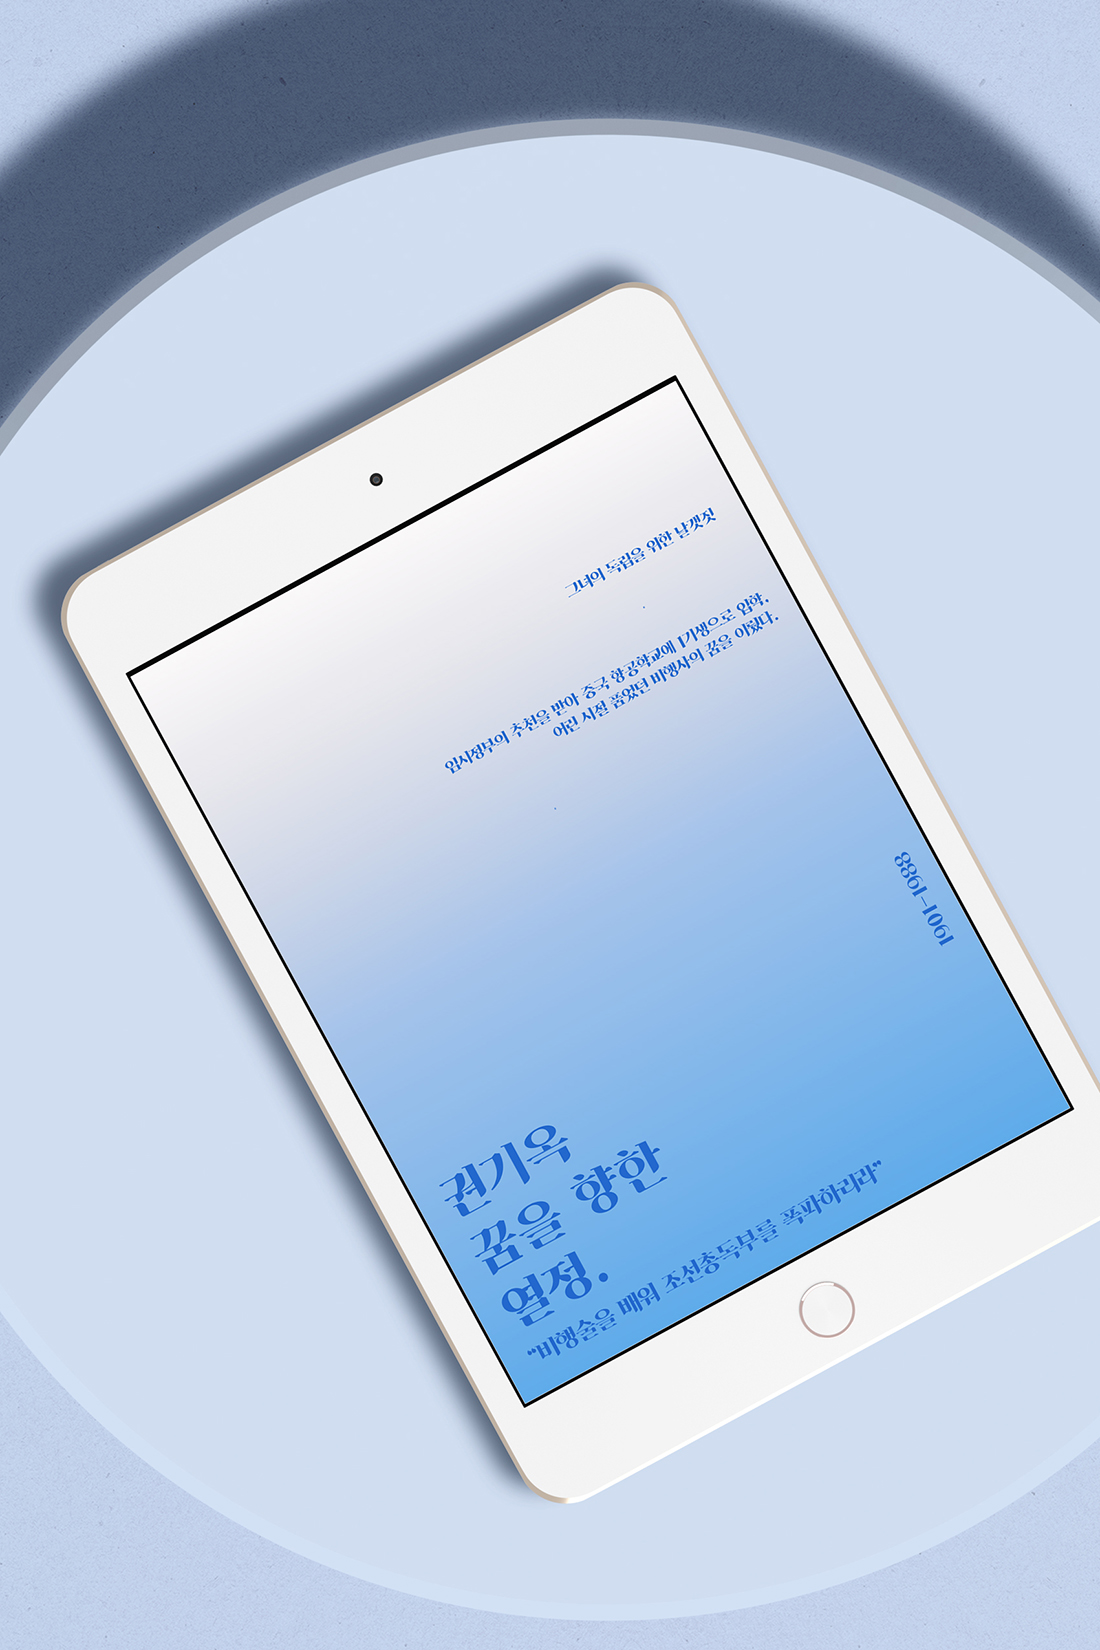 그녀의 독립을 위한 날갯짓
임시정부의 추천을 받아 중국 항공학교에 1기생으로 입학.
어린 시절 품었던 비행사의 꿈을 이뤘다.
1901-1988
권기옥
꿈을 향한
열정.
“비행술을 배워 조선총독부를 폭파하리라”